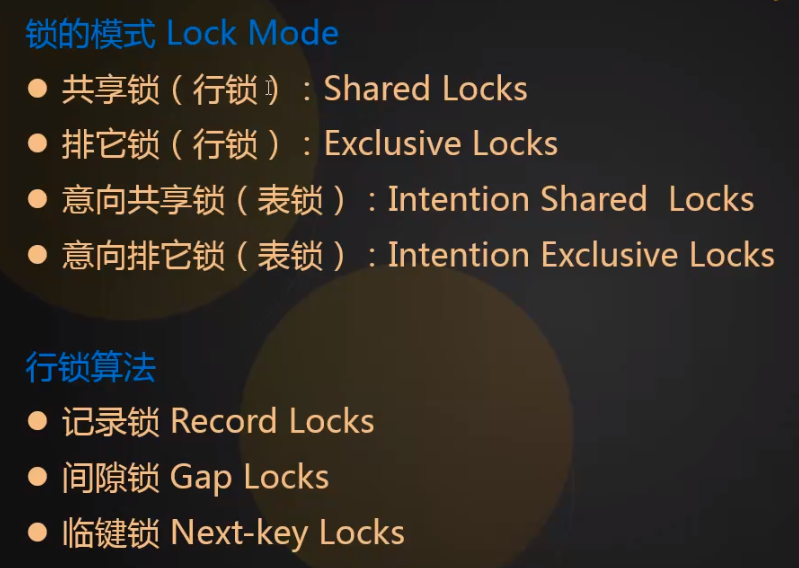 锁的模式 Lock Mode
● 共享锁（行锁）：Shared Locks
● 排它锁（行锁）：Exclusive Locks
● 意向共享锁（表锁）：Intention Shared Locks
● 意向排它锁（表锁）：Intention Exclusive Locks
行锁算法
● 记录锁 Record Locks
● 间隙锁 Gap Locks
● 临键锁 Next-key Locks